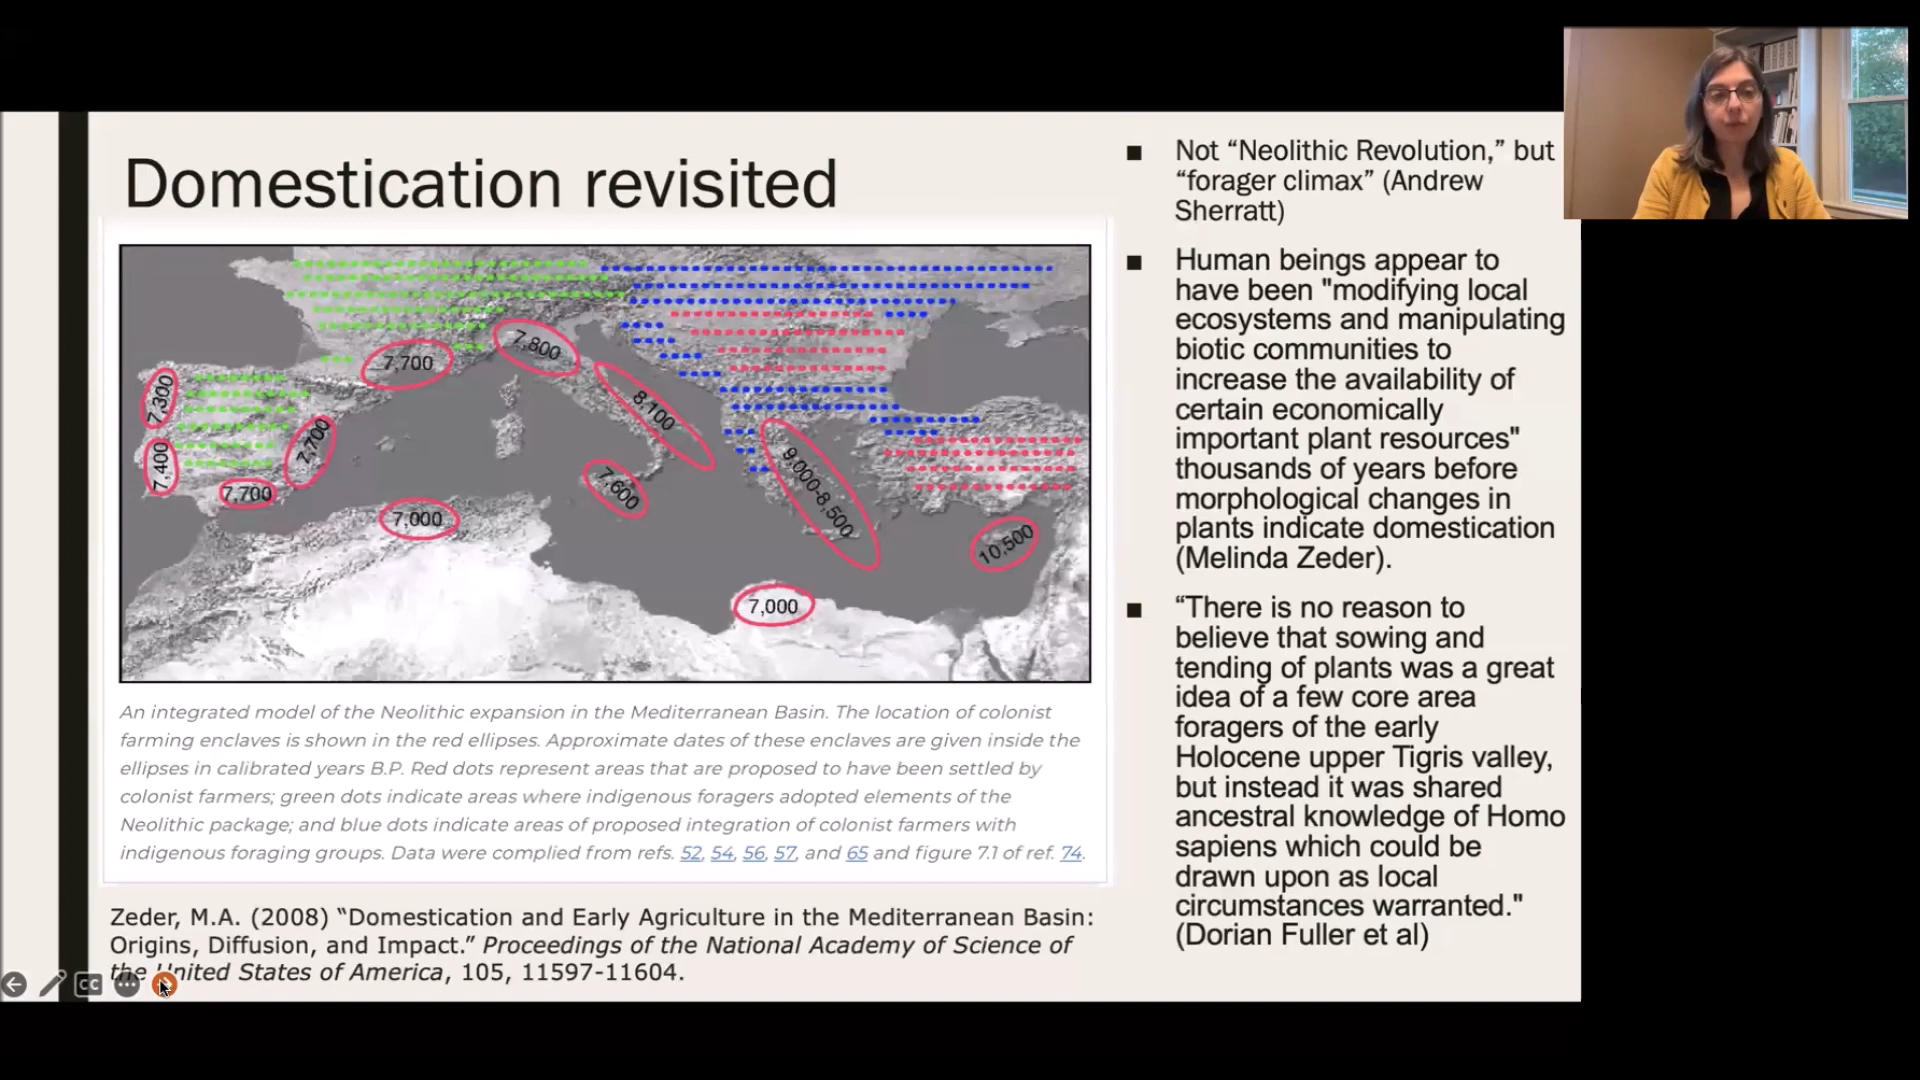 Domestication revisited
7,700
7,800
7,300
8,100
7,700
7,400
9,000-8,500
7,700
7,600
7,000
10,500
7,000
An integrated model of the Neolithic expansion in the Mediterranean Basin. The location of colonist
farming enclaves is shown in the red ellipses. Approximate dates of these enclaves are given inside the
ellipses in calibrated years B.P. Red dots represent areas that are proposed to have been settled by
colonist farmers; green dots indicate areas where indigenous foragers adopted elements of the
Neolithic package; and blue dots indicate areas of proposed integration of colonist farmers with
indigenous foraging groups. Data were complied from refs. 52, 54, 56, 57, and 65 and figure 7.1 of ref. 74.
Zeder, M.A. (2008) “Domestication and Early Agriculture in the Mediterranean Basin:
Origins, Diffusion, and Impact.” Proceedings of the National Academy of Science of
the United States of America, 105, 11597-11604.
CC
■ Not “Neolithic Revolution,” but
“forager climax” (Andrew
Sherratt)
■ Human beings appear to
have been "modifying local
ecosystems and manipulating
biotic communities to
increase the availability of
certain economically
important plant resources"
thousands of years before
morphological changes in
plants indicate domestication
(Melinda Zeder).
■ “There is no reason to
believe that sowing and
tending of plants was a great
idea of a few core area
foragers of the early
Holocene upper Tigris valley,
but instead it was shared
ancestral knowledge of Homo
sapiens which could be
drawn upon as local
circumstances warranted."
(Dorian Fuller et al)